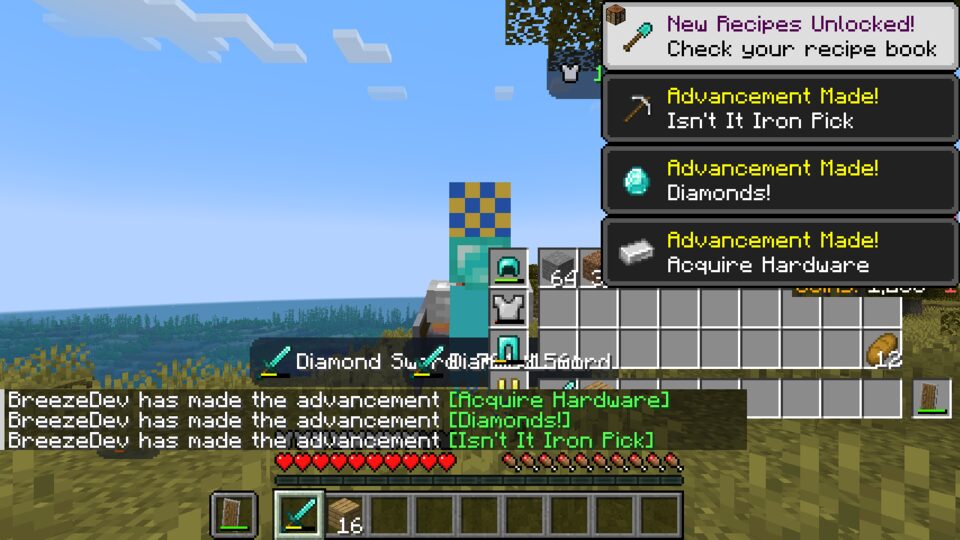 New Recipes Unlocked!
Check your recipe book
Advancement Made!
Isn't It Iron Pick
Advancement Made!
Diamonds!
Advancement Made!
Acquire Hardware
64
12
Diamond
BreezeDev has made the advancement [Acquire Hardware]
BreezeDev has made the advancement [Diamonds!]
BreezeDev has made the advancement [Isn't It Iron Pick]
16